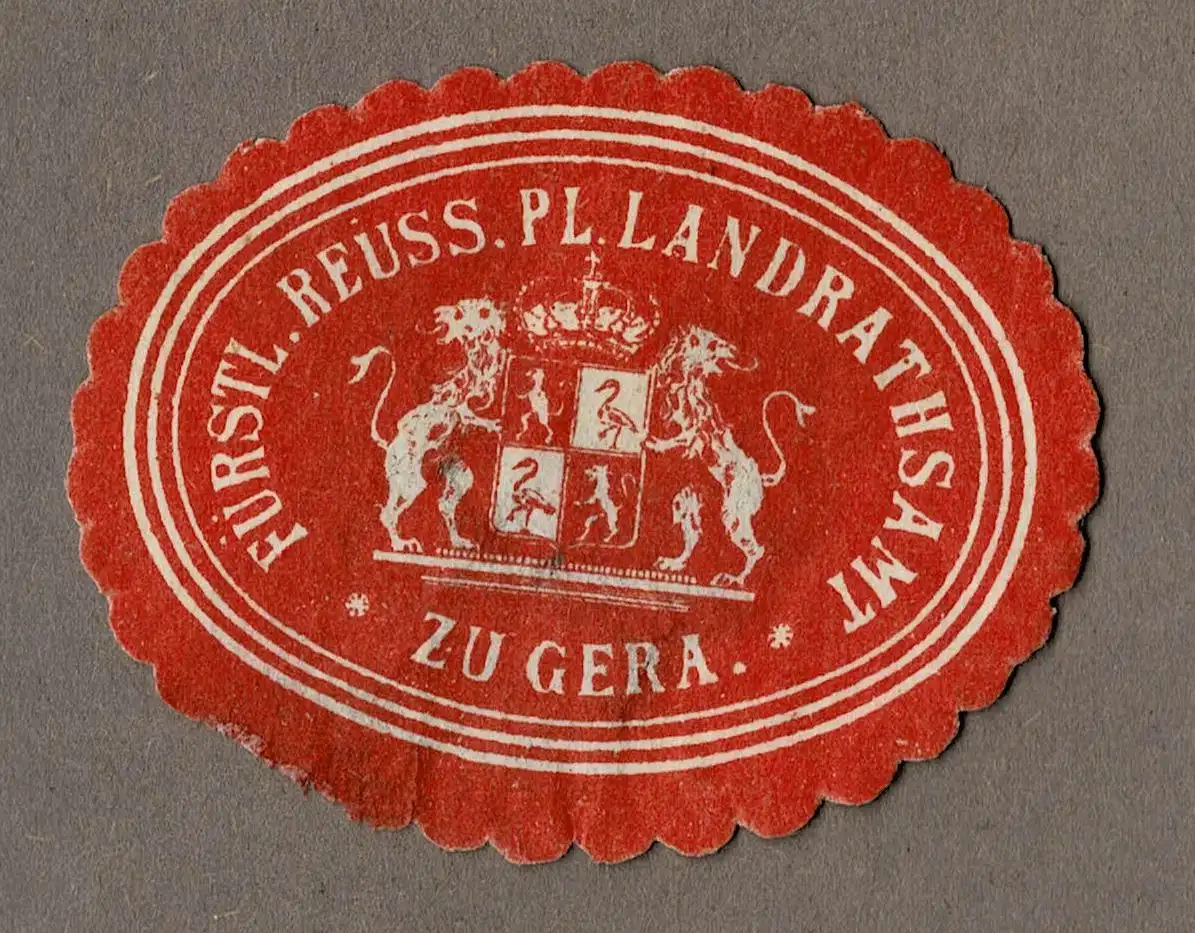 FÜRSTL. REUSS. PL. LANDRATHSAMT
* ZU GERA. *